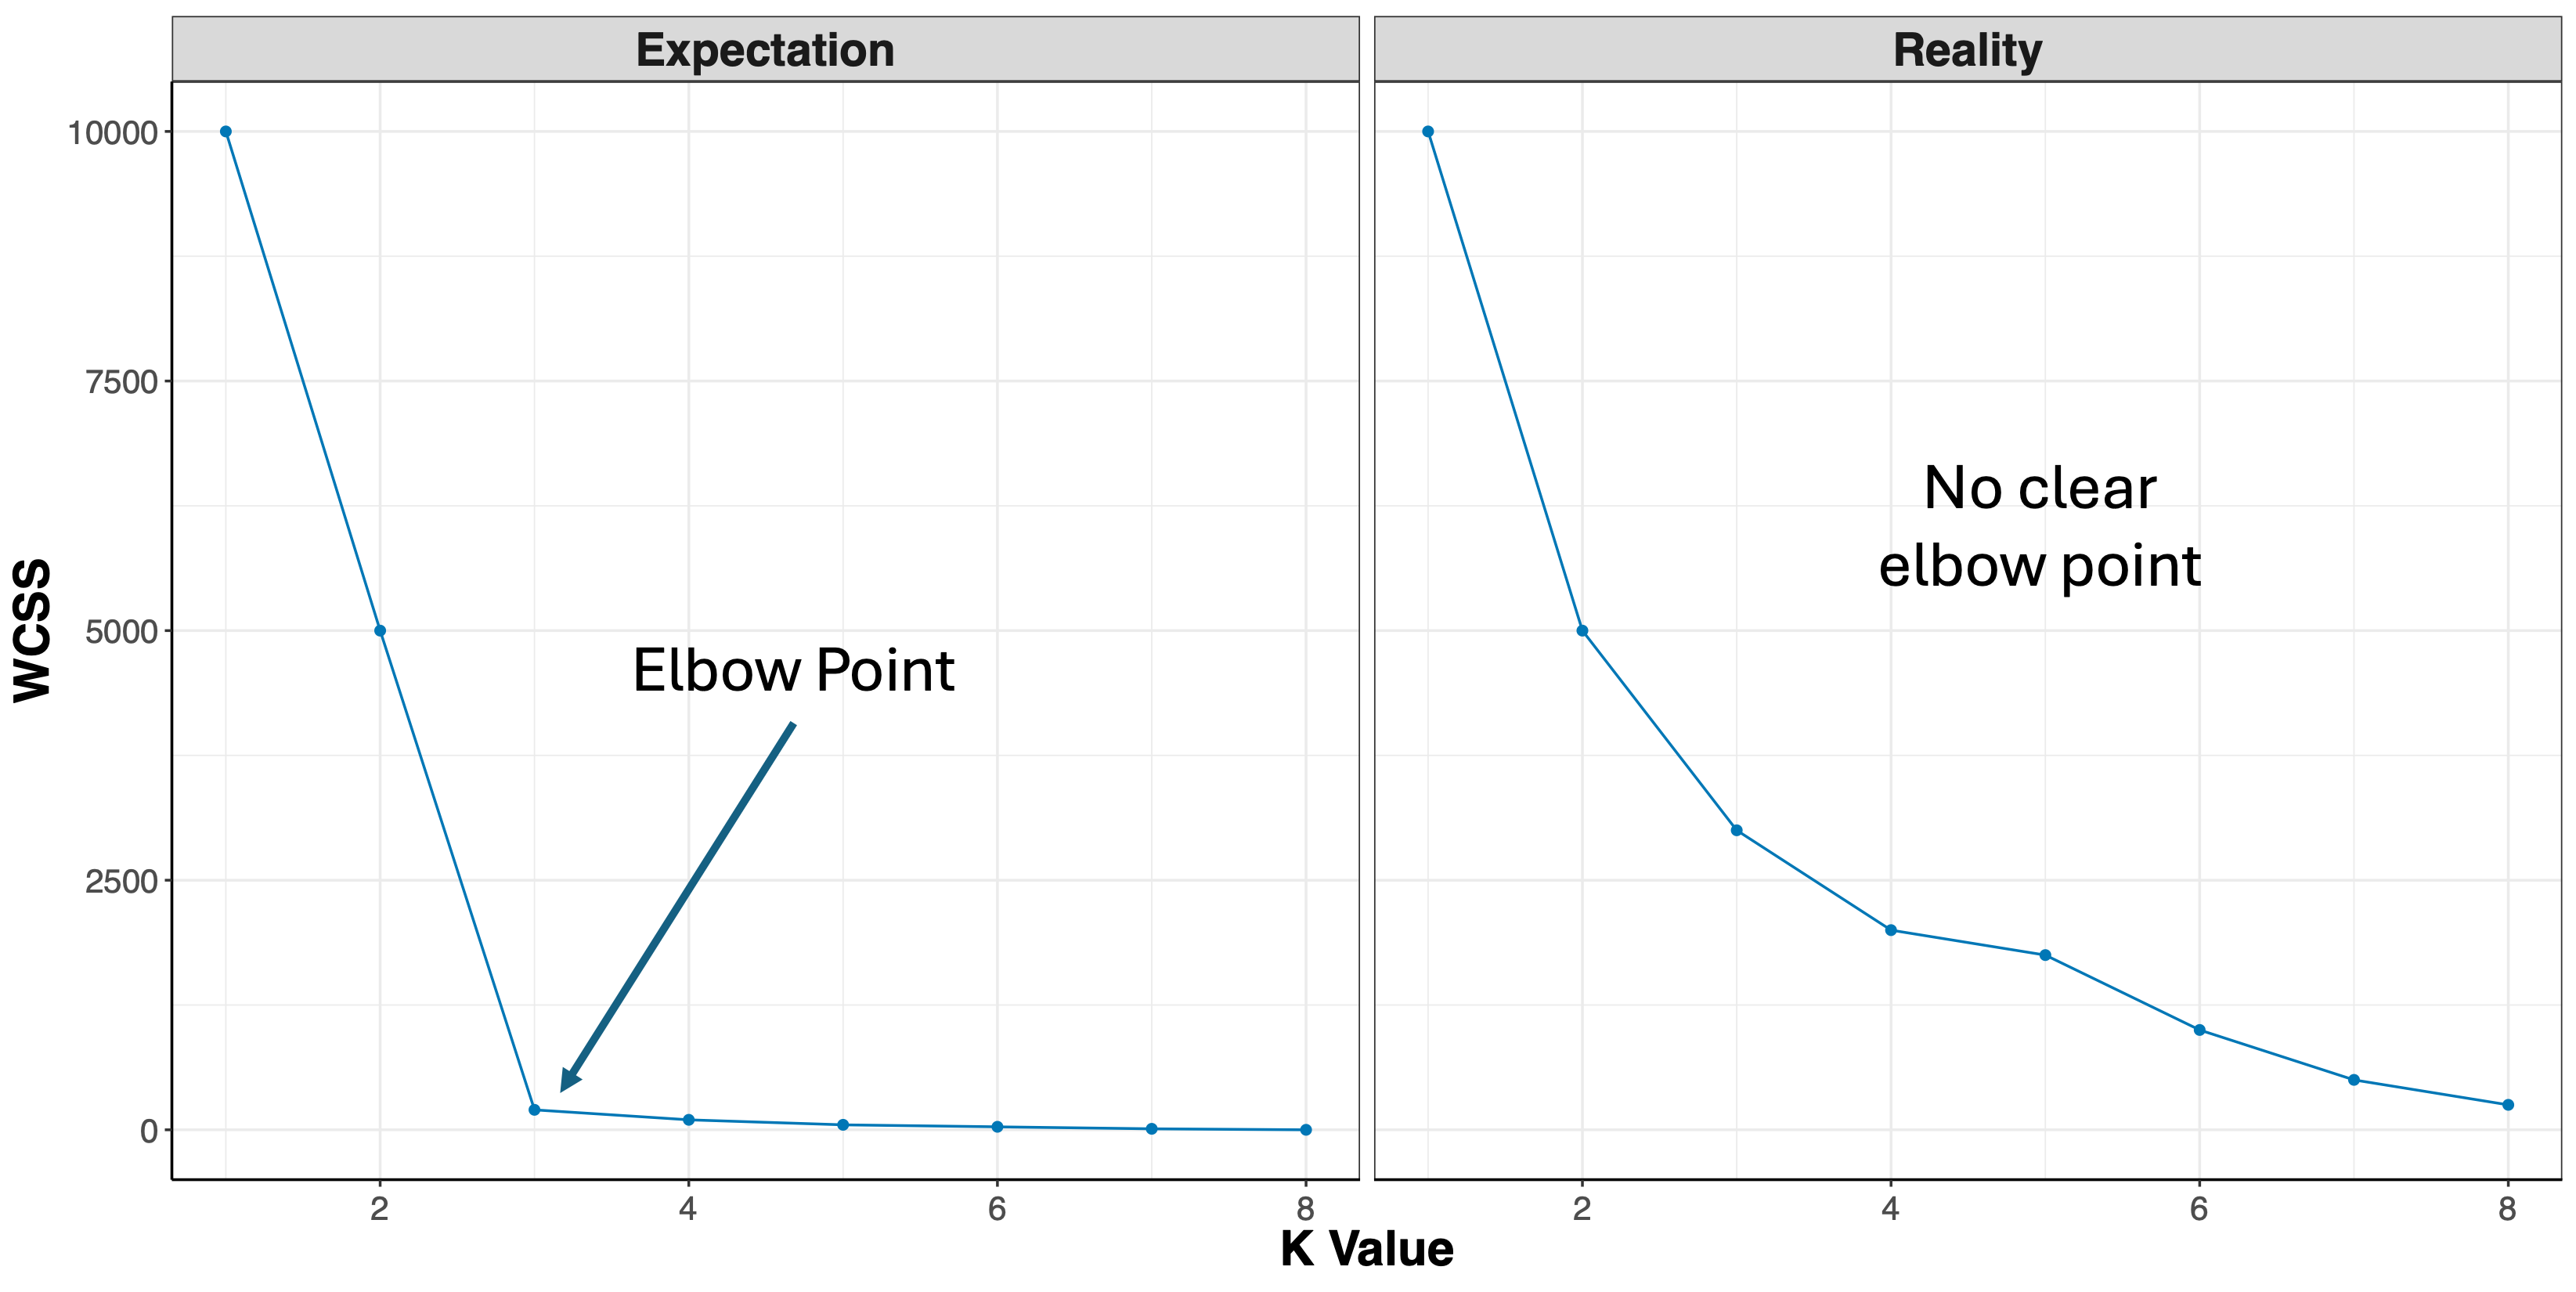 Expectation
Reality
WCSS
10000
7500
5000
2500
0
Elbow Point
No clear
elbow point
2 4 6 8
2 4 6 8
K Value